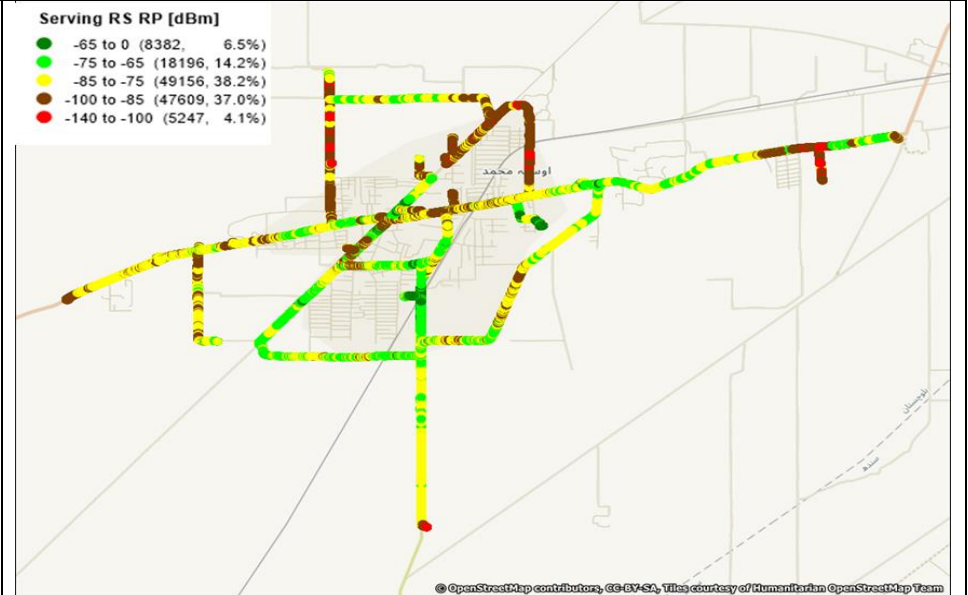 Serving RS RP [dBm]
-65 to 0 (8382, 6.5%)
-75 to -65 (18196, 14.2%)
-85 to -75 (49156, 38.2%)
-100 to -85 (47609, 37.0%)
-140 to -100 (5247, 4.1%)
محمد
بلوچستان
سنده
© OpenStreetMap contributors, CC-BY-SA, Tiles courtesy of Humanitarian OpenStreetMap Team